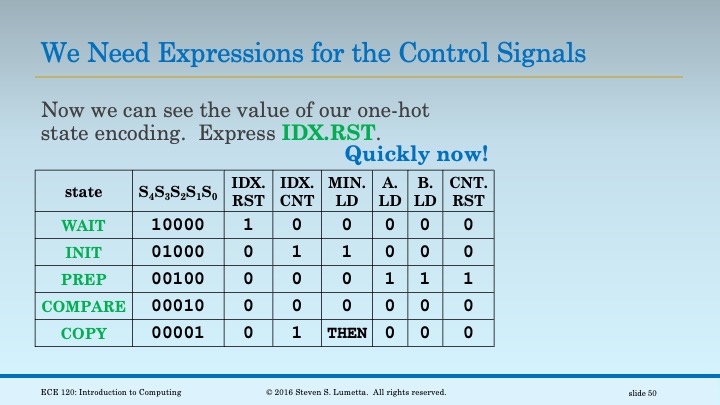 We Need Expressions for the Control Signals
Now we can see the value of our one-hot
state encoding.  Express IDX.RST.
Quickly now!
state S₄S₃S₂S₁S₀ IDX. RST IDX. CNT MIN. LD A. LD B. LD CNT. RST
WAIT 10000 1 0 0 0 0 0
INIT 01000 0 1 1 0 0 0
PREP 00100 0 0 0 1 1 1
COMPARE 00010 0 0 0 0 0 0
COPY 00001 0 1 THEN 0 0 0
ECE 120: Introduction to Computing © 2016 Steven S. Lumetta.  All rights reserved. slide 50